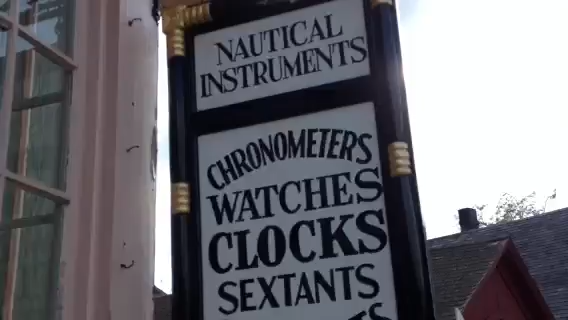 NAUTICAL
INSTRUMENTS
CHRONOMETERS
WATCHES
CLOCKS
SEXTANTS